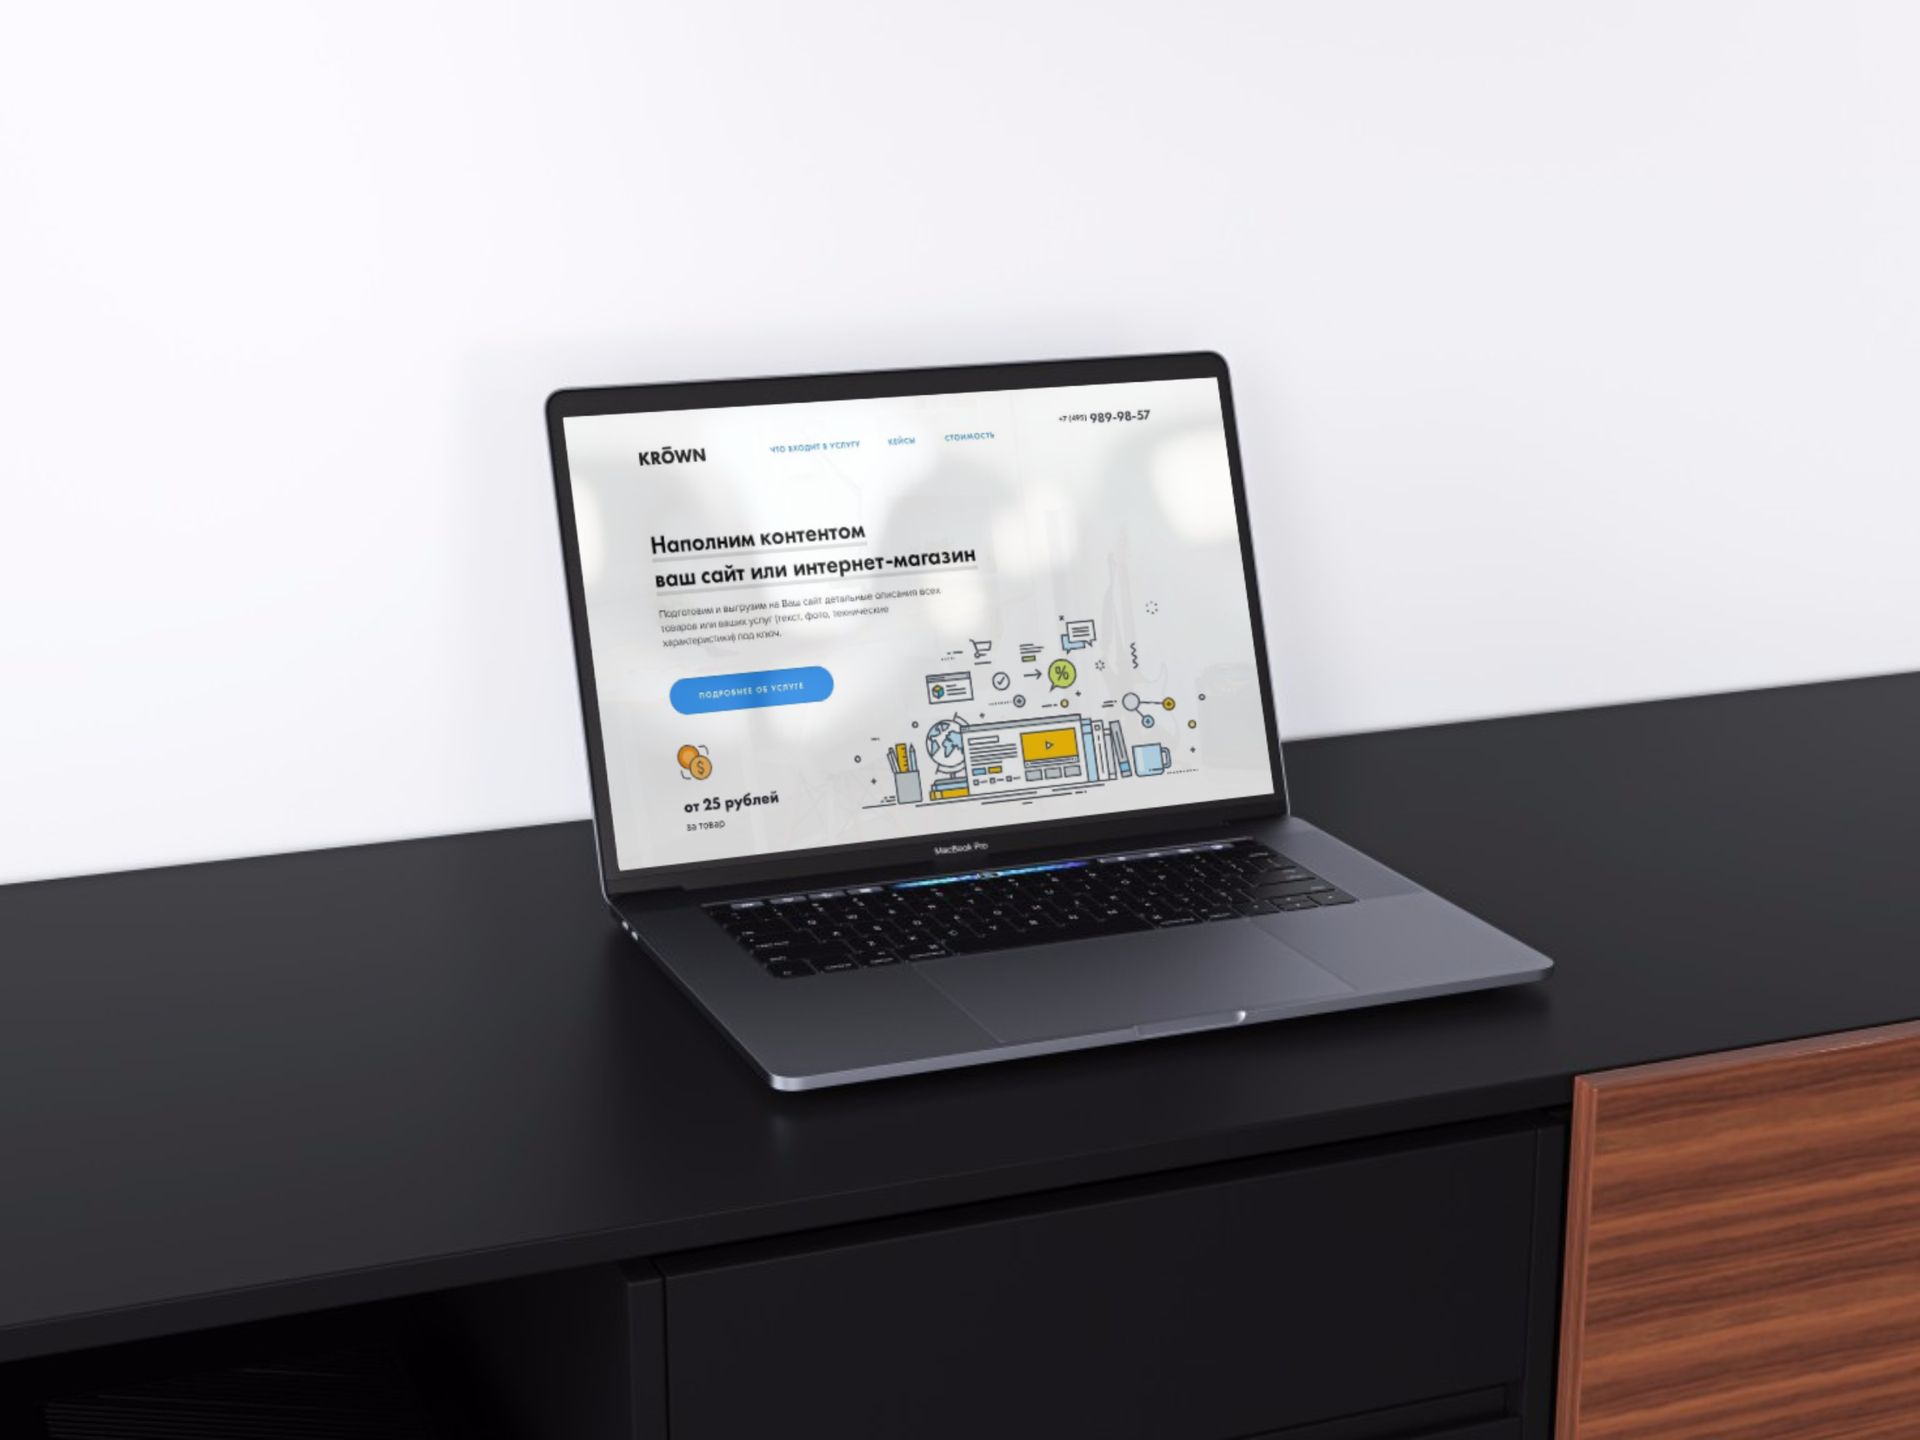 KRŌWN
ЧТО ВХОДИТ В УСЛУГУ
КЕЙСЫ
СТОИМОСТЬ
+7 (495) 989-98-57
Наполним контентом
ваш сайт или интернет-магазин
Подготовим и выгрузим на Ваш сайт детальные описания всех
товаров или ваших услуг (текст, фото, технические
характеристики) под ключ.
ПОДРОБНЕЕ ОБ УСЛУГЕ
%
$
от 25 рублей
за товар
MacBook Pro